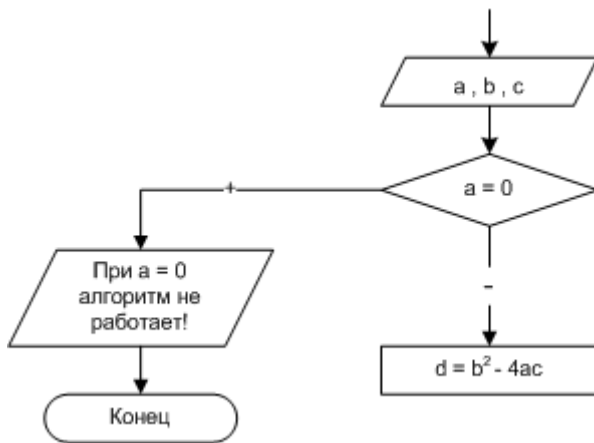 a , b , c
a = 0
+
При a = 0
алгоритм не
работает!
-
d = b² - 4ac
Конец